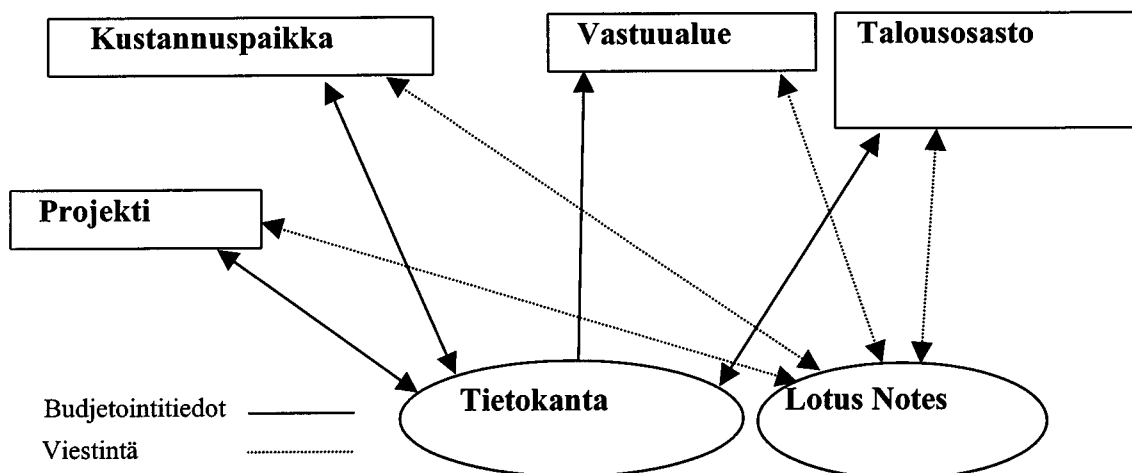 Kustannuspaikka
Vastuualue
Talousosasto
Projekti
Tietokanta
Lotus Notes
Budjetointitiedot
Viestintä